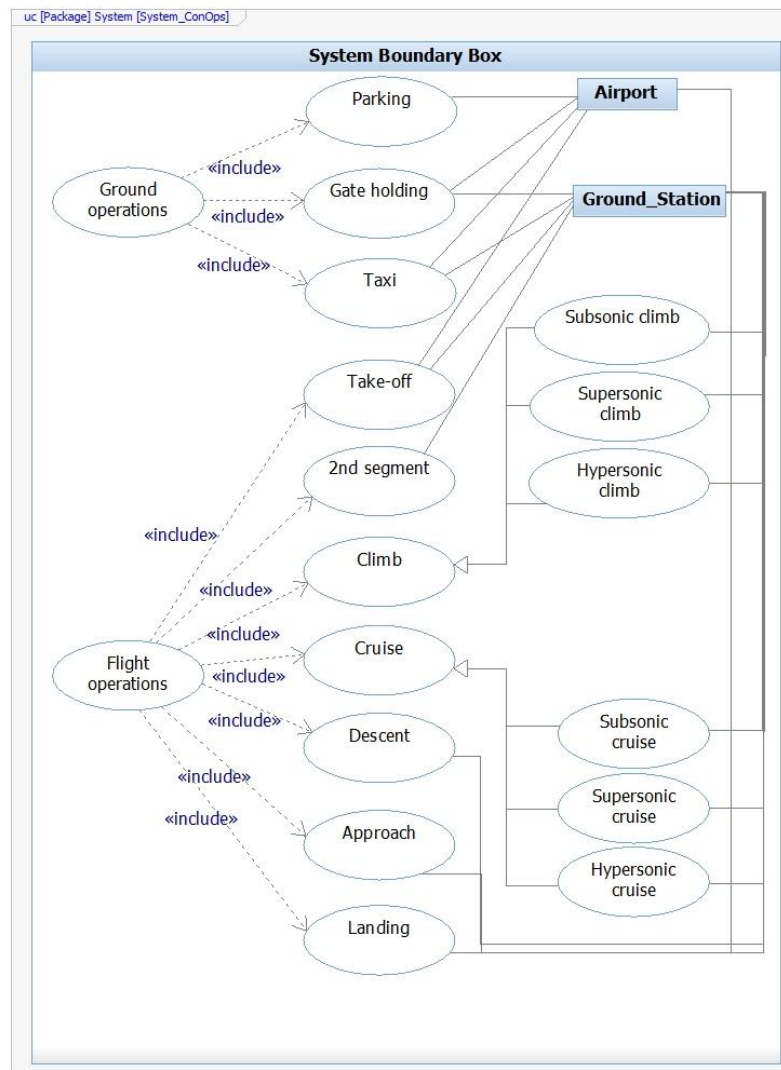 uc [Package] System [System_ConOps]
System Boundary Box
Parking
Airport
«include»
Ground
operations
Gate holding
Ground_Station
«include»
«include»
Taxi
Subsonic climb
Take-off
Supersonic
climb
2nd segment
Hypersonic
climb
«include»
Climb
«include»
«include»
Flight
operations
Cruise
«include»
«include»
Descent
Subsonic
cruise
«include»
Supersonic
cruise
«include»
Approach
Hypersonic
cruise
Landing